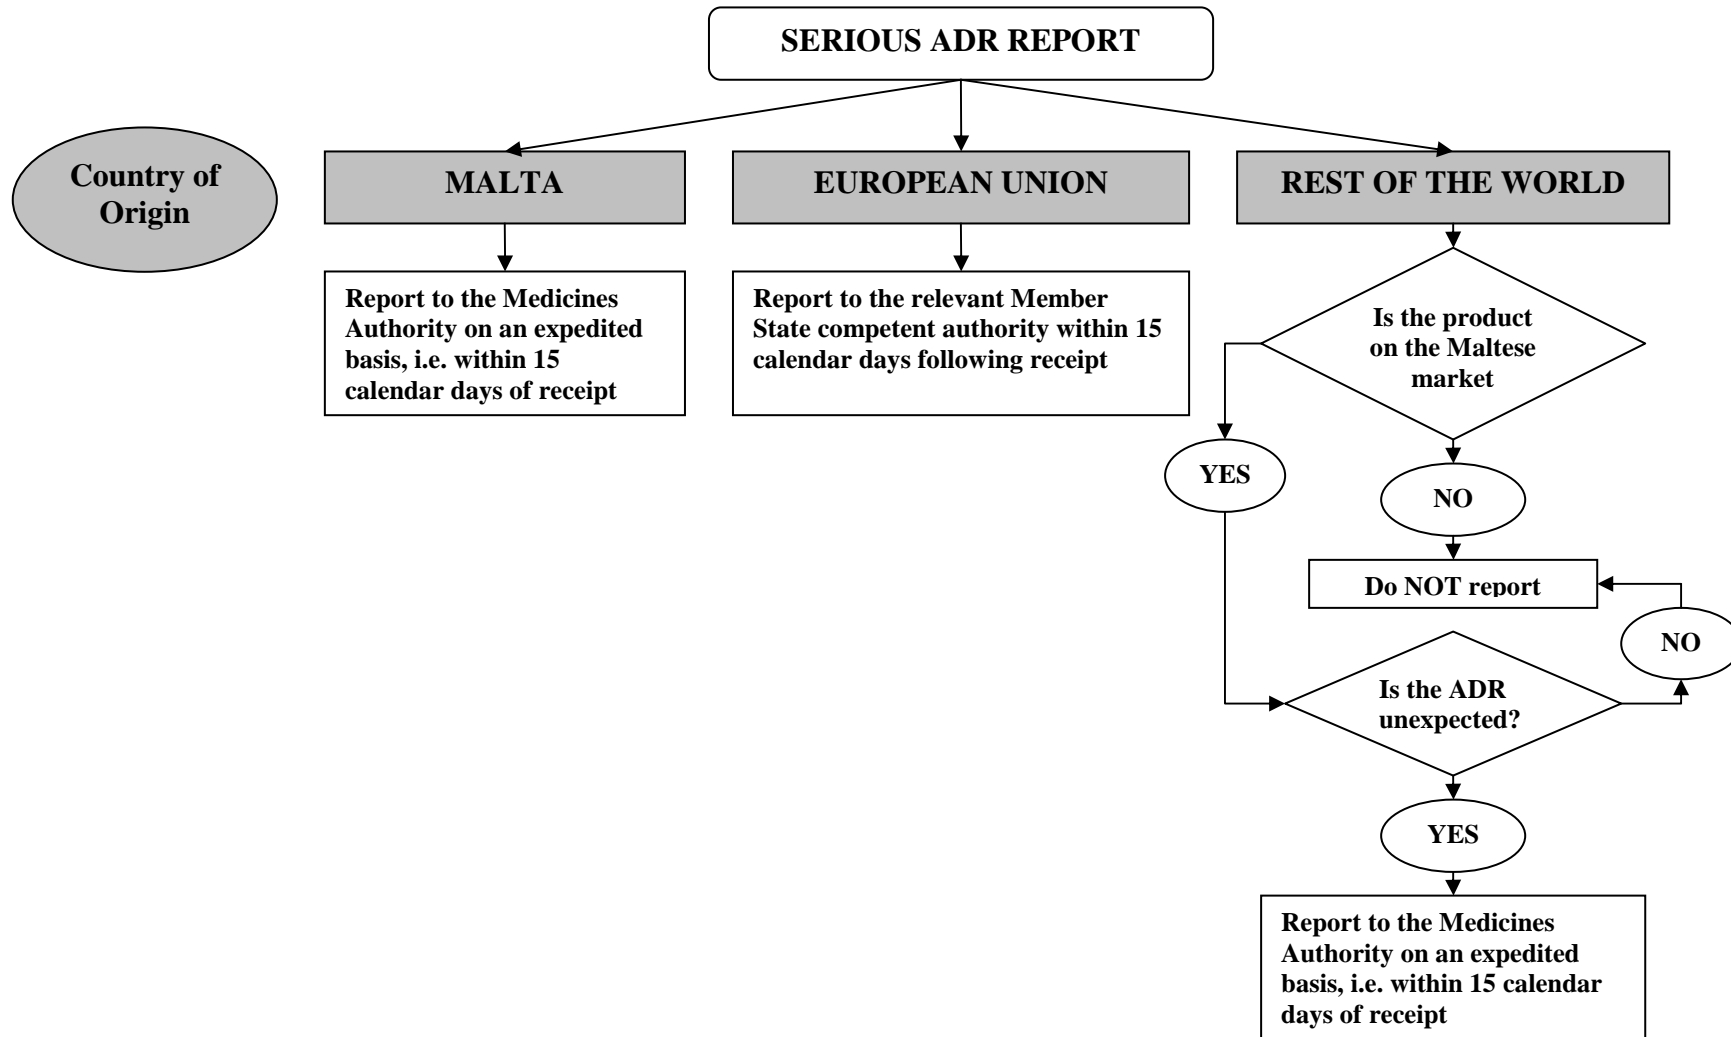 SERIOUS ADR REPORT
Country of
Origin
MALTA
EUROPEAN UNION
REST OF THE WORLD
Report to the Medicines
Authority on an expedited
basis, i.e. within 15
calendar days of receipt
Report to the relevant Member
State competent authority within 15
calendar days following receipt
Is the product
on the Maltese
market
YES
NO
Do NOT report
NO
Is the ADR
unexpected?
YES
Report to the Medicines
Authority on an expedited
basis, i.e. within 15 calendar
days of receipt